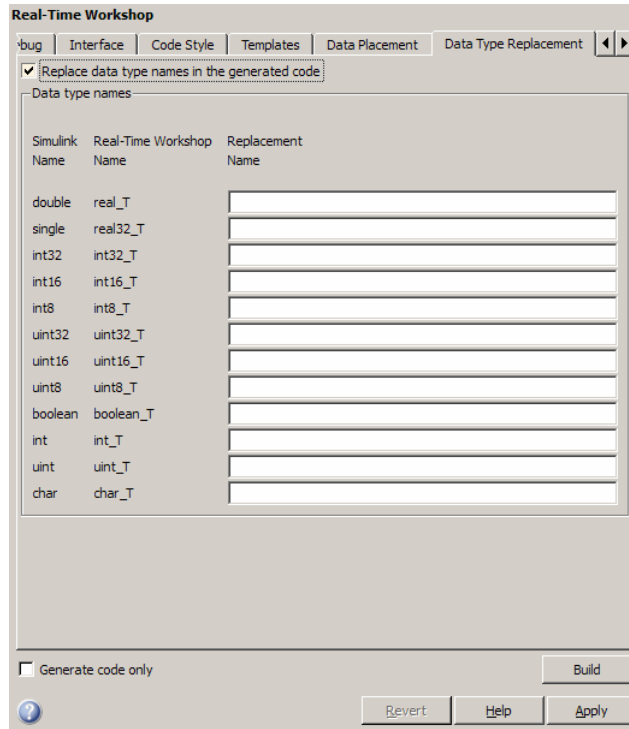 Real-Time Workshop
bug Interface Code Style Templates Data Placement Data Type Replacement
Replace data type names in the generated code
Data type names
Simulink Real-Time Workshop Replacement
Name Name Name
double real_T
single real32_T
int32 int32_T
int16 int16_T
int8 int8_T
uint32 uint32_T
uint16 uint16_T
uint8 uint8_T
boolean boolean_T
int int_T
uint uint_T
char char_T
Generate code only Build
Revert Help Apply